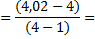 = (4,02 − 4) / (4 − 1) =